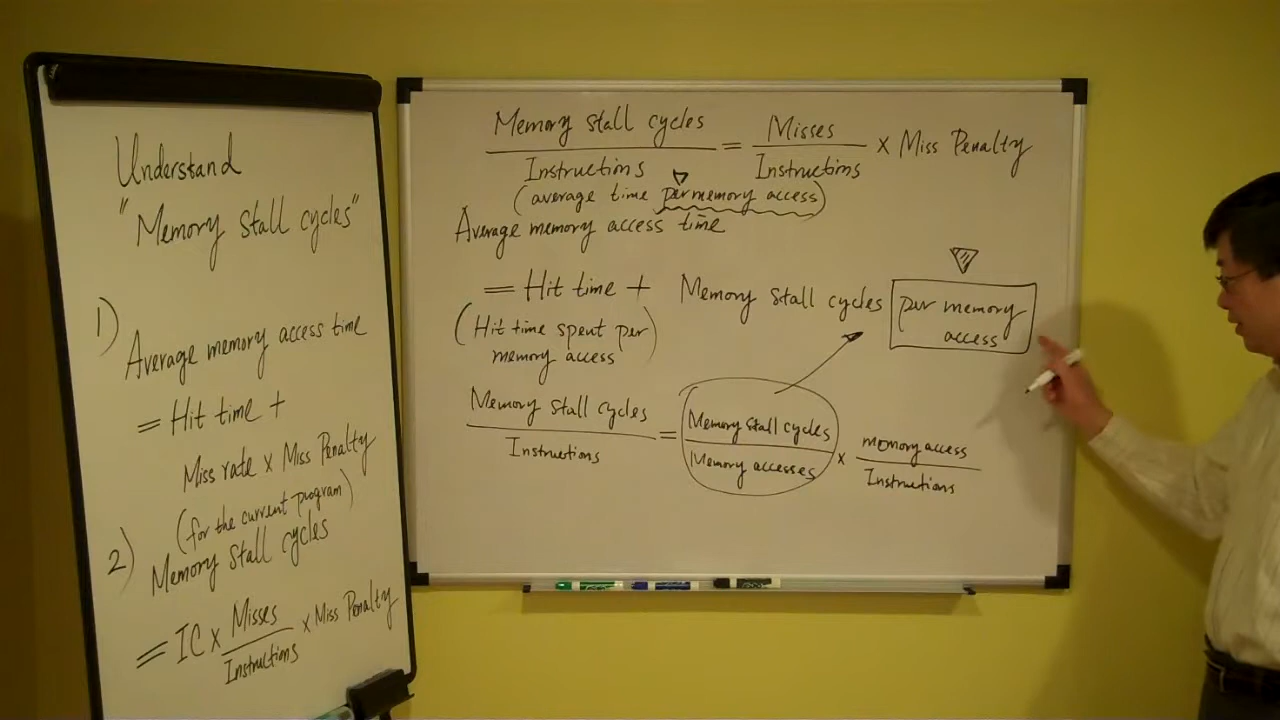 Understand
"Memory stall cycles"
1)
Average memory access time
= Hit time +
Miss rate x Miss Penalty
(for the current program)
2) Memory stall cycles
= IC x Misses
Instructions
x Miss Penalty
Memory stall cycles
Instructions
=
Misses
Instructions
x Miss Penalty
(average time per memory access)
Average memory access time
= Hit time + Memory stall cycles per memory
access
(Hit time spent per
memory access)
Memory stall cycles
Instructions
=
Memory stall cycles
Memory accesses
x
memory access
Instructions